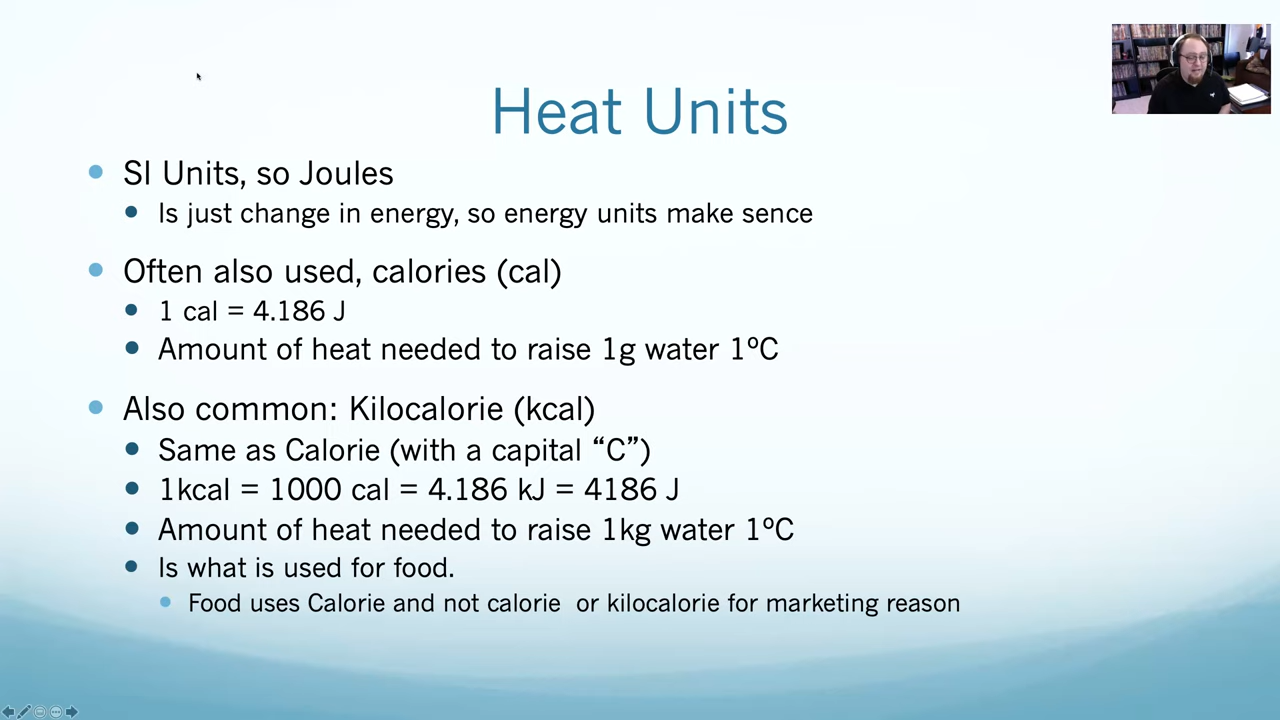 Heat Units
SI Units, so Joules
Is just change in energy, so energy units make sence
Often also used, calories (cal)
1 cal = 4.186 J
Amount of heat needed to raise 1g water 1ºC
Also common: Kilocalorie (kcal)
Same as Calorie (with a capital “C”)
1kcal = 1000 cal = 4.186 kJ = 4186 J
Amount of heat needed to raise 1kg water 1ºC
Is what is used for food.
Food uses Calorie and not calorie  or kilocalorie for marketing reason